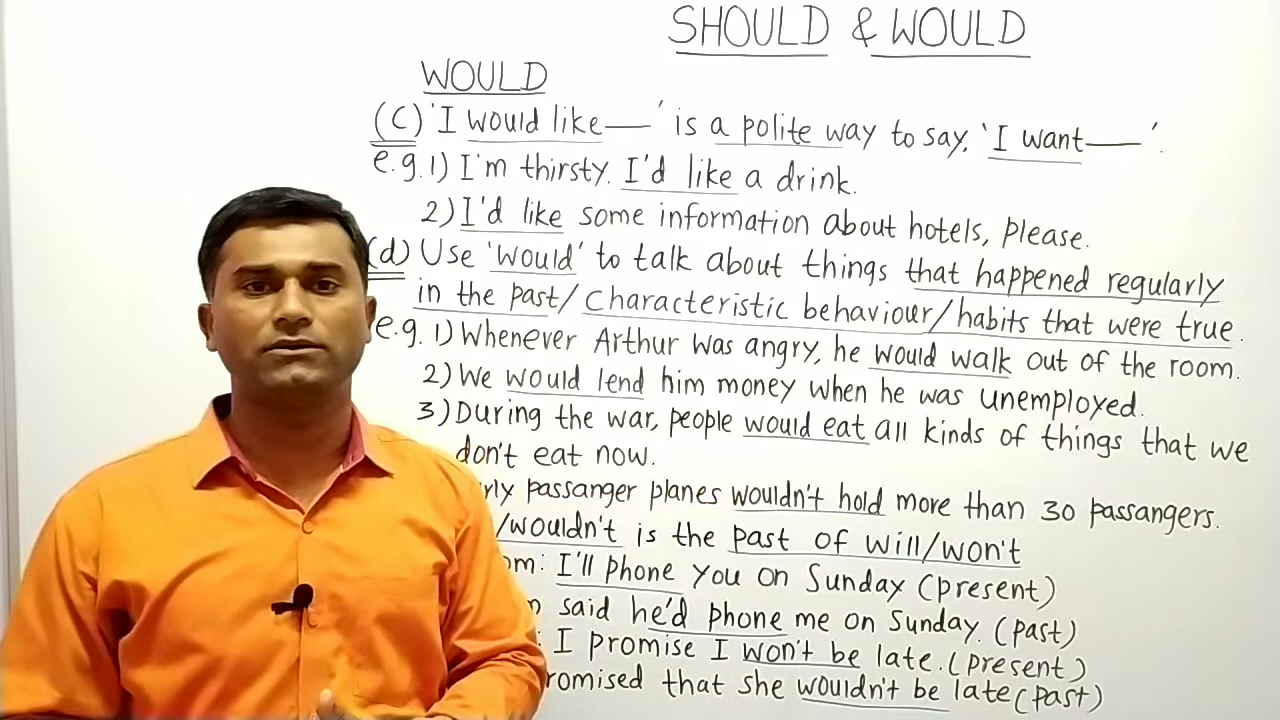 SHOULD & WOULD
WOULD
(C) 'I would like—' is a polite way to say, 'I want—'.
e.g. 1) I'm thirsty. I'd like a drink.
2) I'd like some information about hotels, please.
(d) Use 'would' to talk about things that happened regularly
in the past/characteristic behaviour/habits that were true.
e.g. 1) Whenever Arthur was angry, he would walk out of the room.
2) We would lend him money when he was unemployed.
3) During the war, people would eat all kinds of things that we
don't eat now.
rly passanger planes wouldn't hold more than 30 passangers.
/wouldn't is the past of will/won't
om: I'll phone you on Sunday (present)
said he'd phone me on Sunday. (past)
: I promise I won't be late. (present)
romised that she wouldn't be late (past)